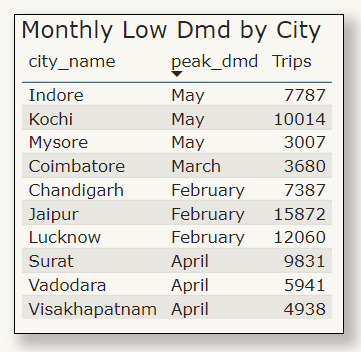 Monthly Low Dmd by City
city_name peak_dmd Trips
Indore May 7787
Kochi May 10014
Mysore May 3007
Coimbatore March 3680
Chandigarh February 7387
Jaipur February 15872
Lucknow February 12060
Surat April 9831
Vadodara April 5941
Visakhapatnam April 4938